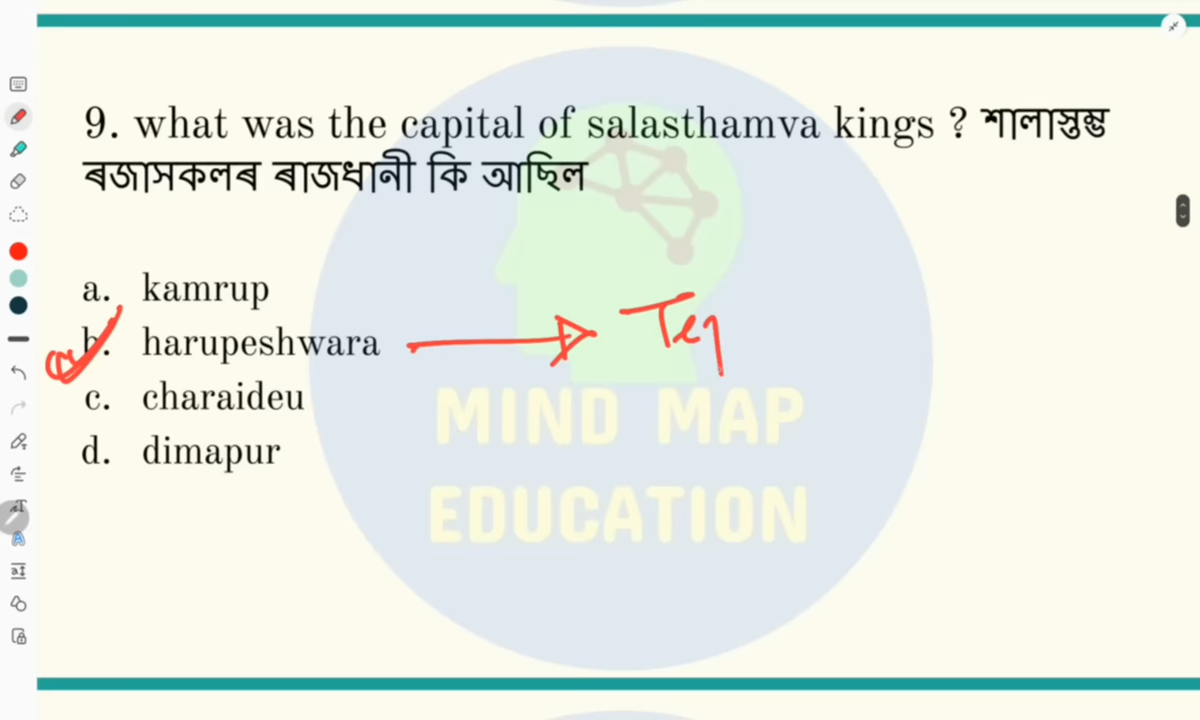 9. what was the capital of salasthamva kings ? শালাস্তম্ভ
ৰজাসকলৰ ৰাজধানী কি আছিল
a. kamrup
b. harupeshwara
Tez
c. charaideu
d. dimapur
MIND MAP
EDUCATION